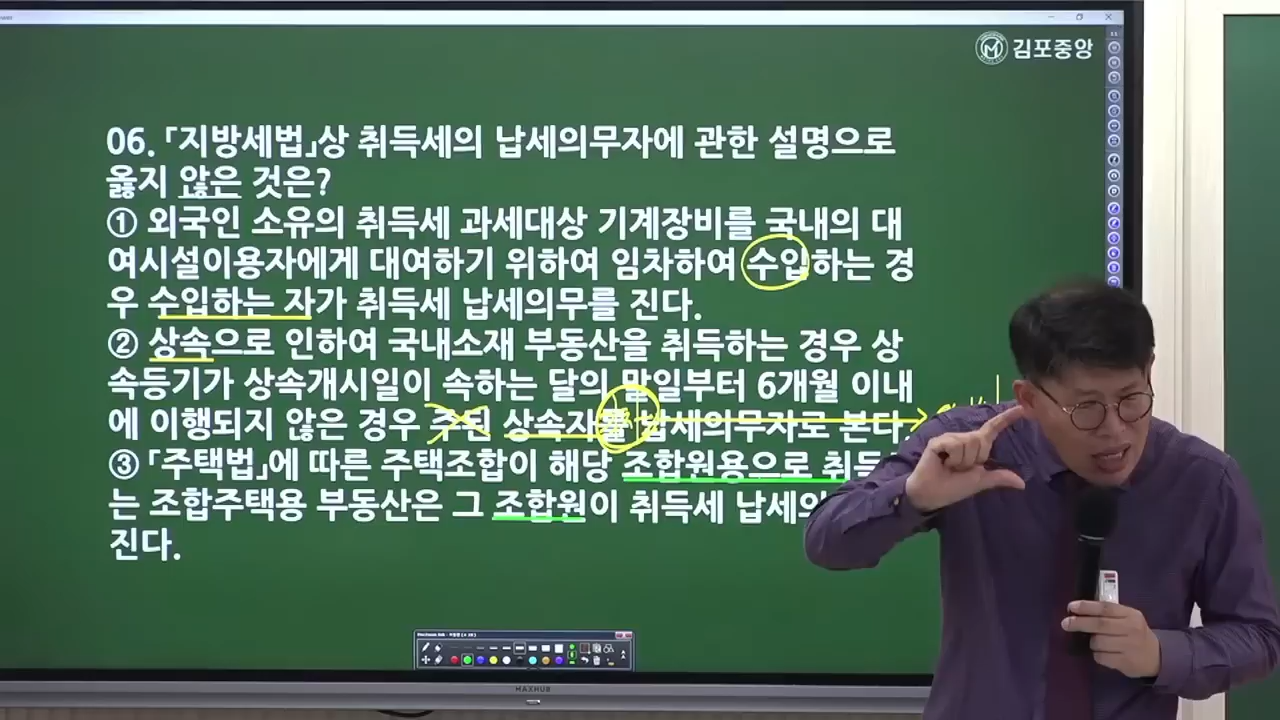 김포중앙
06. 「지방세법」상 취득세의 납세의무자에 관한 설명으로
옳지 않은 것은?
① 외국인 소유의 취득세 과세대상 기계장비를 국내의 대
여시설이용자에게 대여하기 위하여 임차하여 수입하는 경
우 수입하는 자가 취득세 납세의무를 진다.
② 상속으로 인하여 국내소재 부동산을 취득하는 경우 상
속등기가 상속개시일이 속하는 달의 말일부터 6개월 이내
에 이행되지 않은 경우 주된 상속자를 납세의무자로 본다.
③ 「주택법」에 따른 주택조합이 해당 조합원용으로 취득
는 조합주택용 부동산은 그 조합원이 취득세 납세의
진다.
MAXHUB